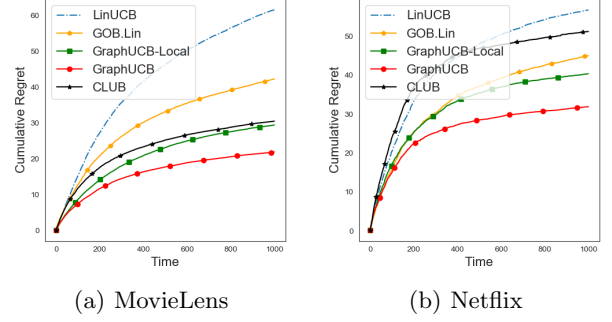 60
50
40
30
20
10
0
Cumulative Regret
LinUCB
GOB.Lin
GraphUCB-Local
GraphUCB
CLUB
0 200 400 600 800 1000
Time
(a) MovieLens
50
40
30
20
10
0
Cumulative Regret
LinUCB
GOB.Lin
GraphUCB-Local
GraphUCB
CLUB
0 200 400 600 800 1000
Time
(b) Netflix